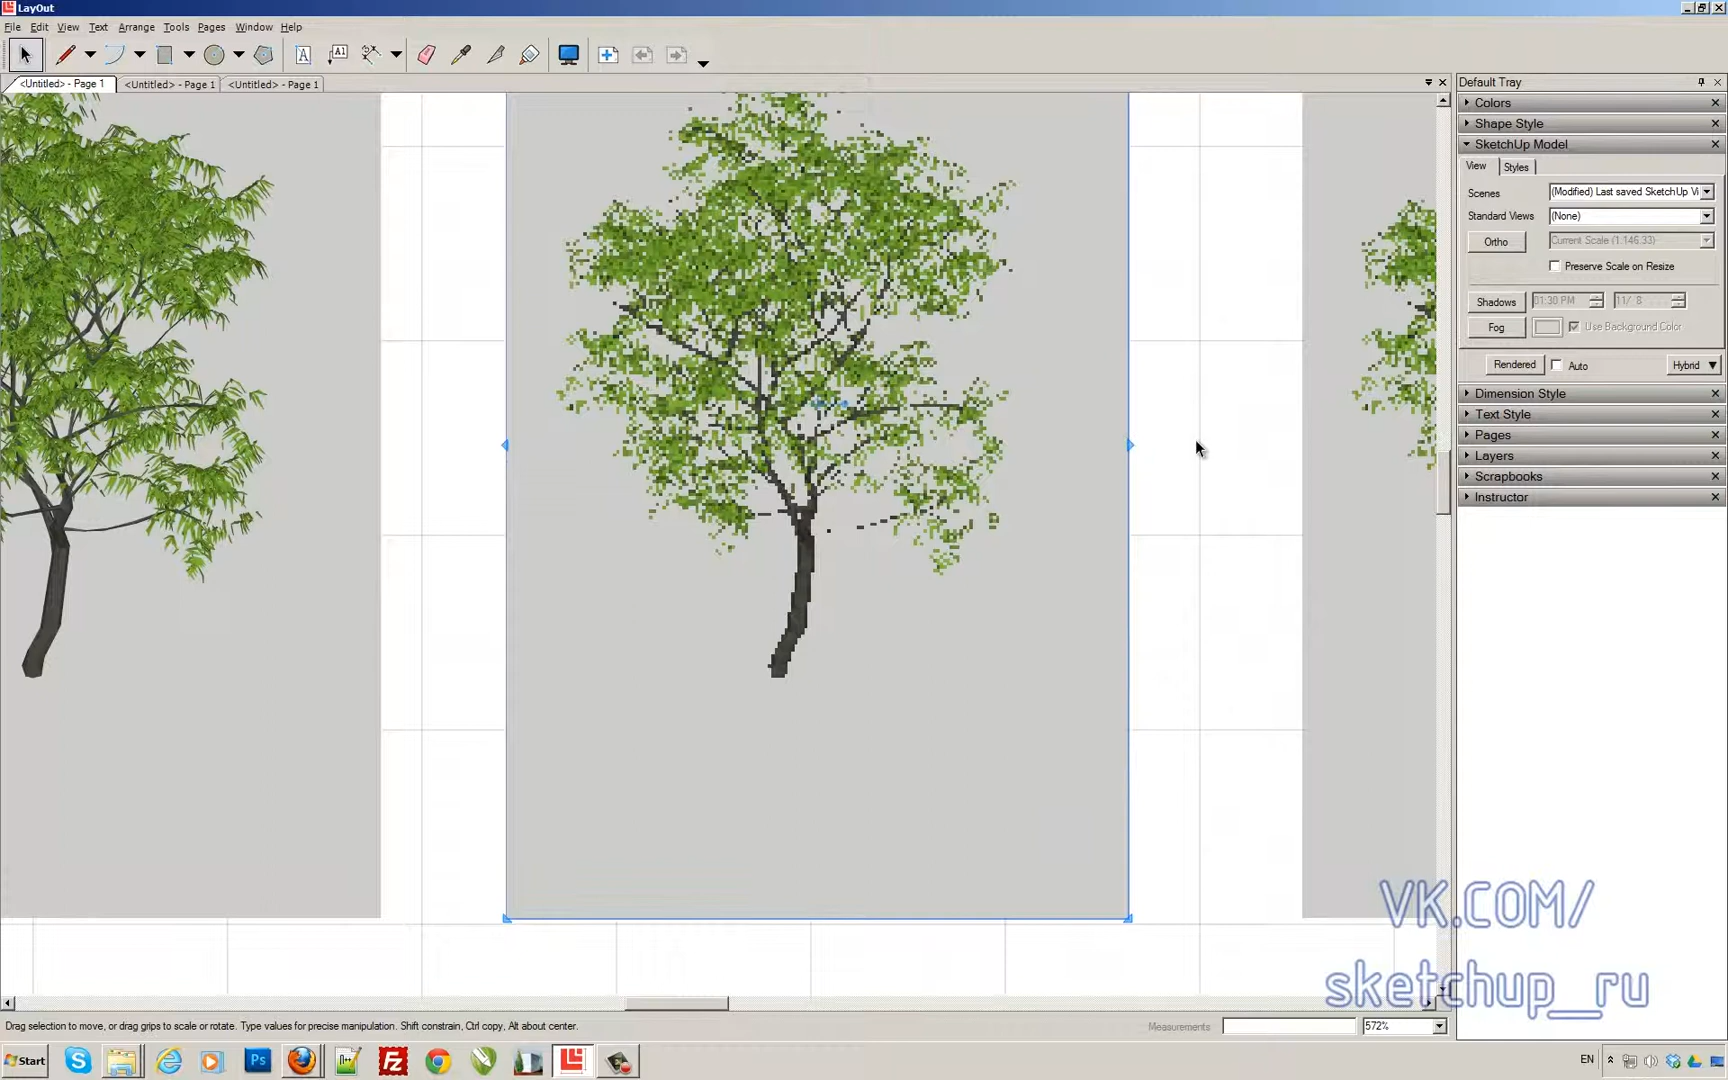 LayOut
File Edit View Text Arrange Tools Pages Window Help
<Untitled> - Page 1 <Untitled> - Page 1 <Untitled> - Page 1
Default Tray
Colors
Shape Style
SketchUp Model
View Styles
Scenes (Modified) Last saved SketchUp Vi
Standard Views (None)
Ortho Current Scale (1:146.33)
Preserve Scale on Resize
Shadows 01:30 PM 11/ 8
Fog Use Background Color
Rendered Auto Hybrid
Dimension Style
Text Style
Pages
Layers
Scrapbooks
Instructor
VK.COM/
sketchup_ru
Drag selection to move, or drag grips to scale or rotate. Type values for precise manipulation. Shift constrain, Ctrl copy, Alt about center. Measurements 572%
Start Ps Fz EN